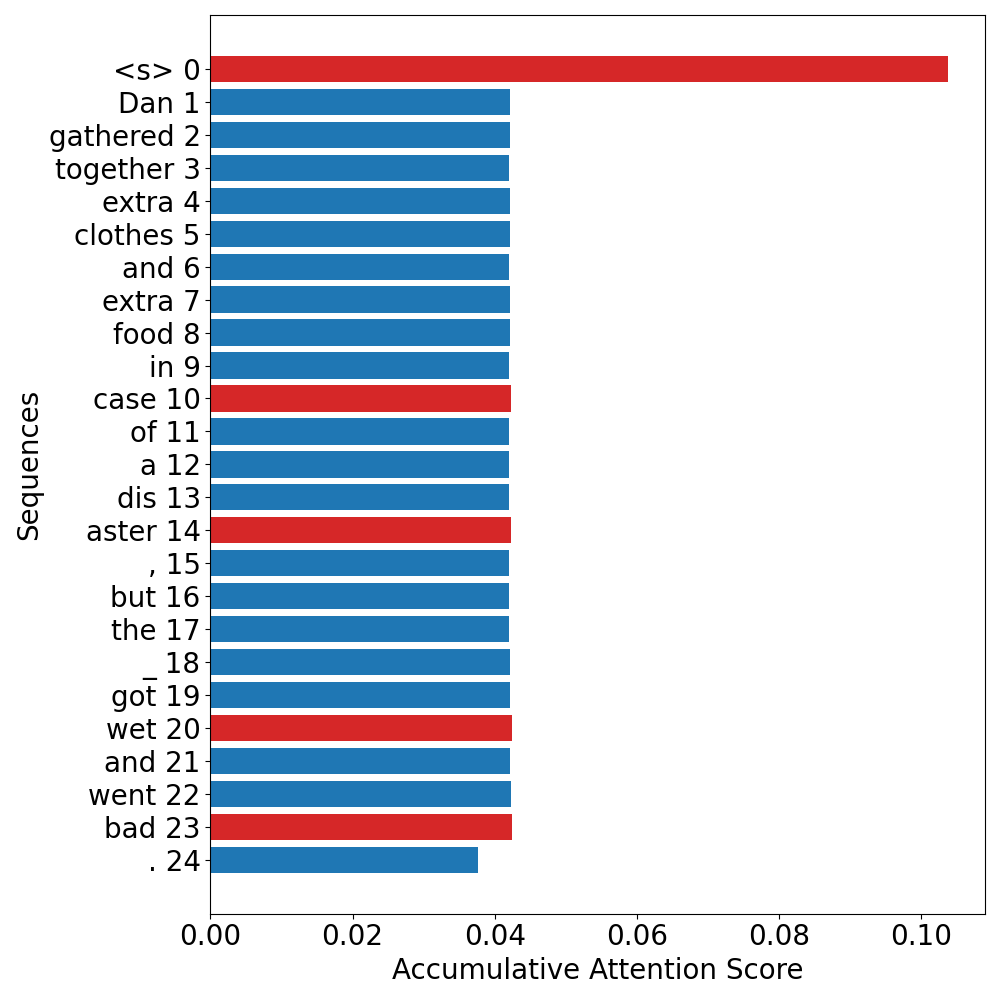 <s> 0
Dan 1
gathered 2
together 3
extra 4
clothes 5
and 6
extra 7
food 8
in 9
case 10
of 11
a 12
dis 13
aster 14
, 15
but 16
the 17
_ 18
got 19
wet 20
and 21
went 22
bad 23
. 24
Sequences
0.00 0.02 0.04 0.06 0.08 0.10
Accumulative Attention Score